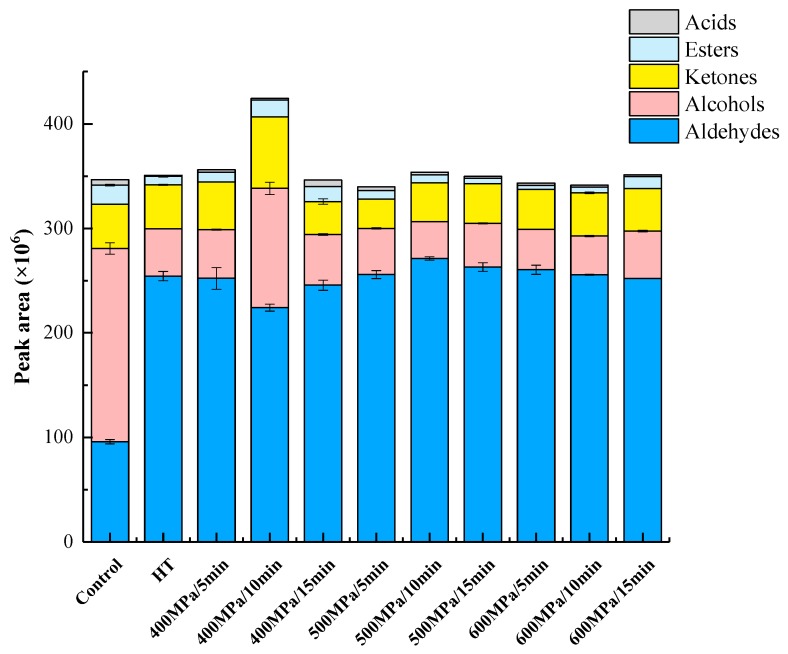 Acids
Esters
Ketones
Alcohols
Aldehydes
Peak area (×10⁶)
400
300
200
100
0
Control
HT
400MPa/5min
400MPa/10min
400MPa/15min
500MPa/5min
500MPa/10min
500MPa/15min
600MPa/5min
600MPa/10min
600MPa/15min